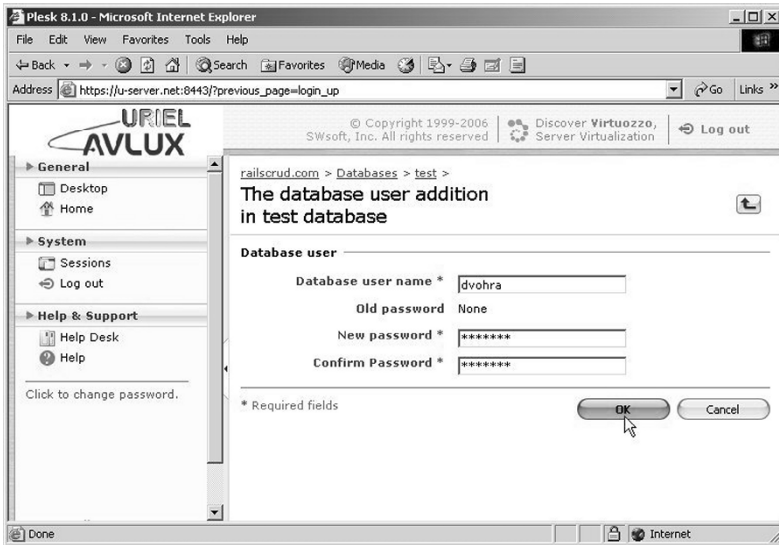 Plesk 8.1.0 - Microsoft Internet Explorer
File Edit View Favorites Tools Help
Back Search Favorites Media
Address https://u-server.net:8443/?previous_page=login_up Go Links »
URIEL
AVLUX
© Copyright 1999-2006
SWsoft, Inc. All rights reserved
Discover Virtuozzo,
Server Virtualization
Log out
General
Desktop
Home
System
Sessions
Log out
Help & Support
Help Desk
Help
Click to change password.
railscrud.com > Databases > test >
The database user addition
in test database
Database user
Database user name * dvohra
Old password None
New password * *******
Confirm Password * *******
* Required fields
OK Cancel
Done Internet